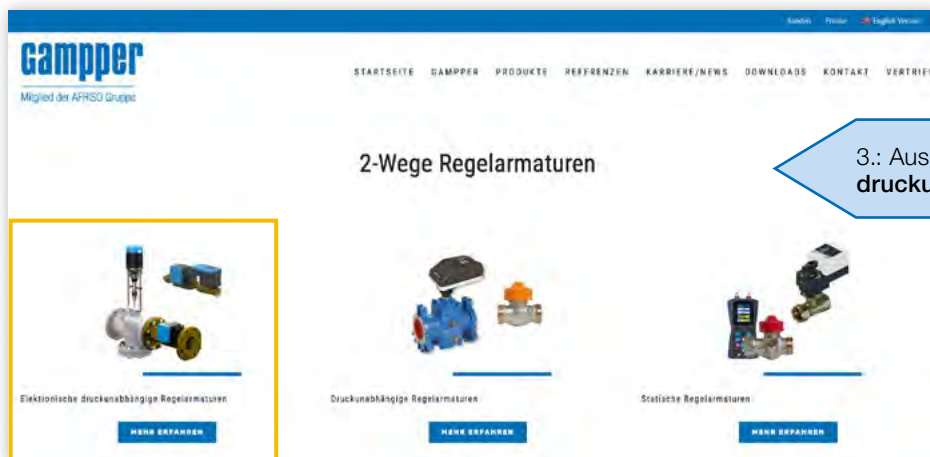 Kunden Presse English Version
Gampper
Mitglied der AFRISO Gruppe
STARTSEITE GAMPPER PRODUKTE REFERENZEN KARRIERE/NEWS DOWNLOADS KONTAKT VERTRIE
2-Wege Regelarmaturen
3.: Aus
drucku
Elektronische druckunabhängige Regelarmaturen
Druckunabhängige Regelarmaturen
Statische Regelarmaturen
MEHR ERFAHREN
MEHR ERFAHREN
MEHR ERFAHREN